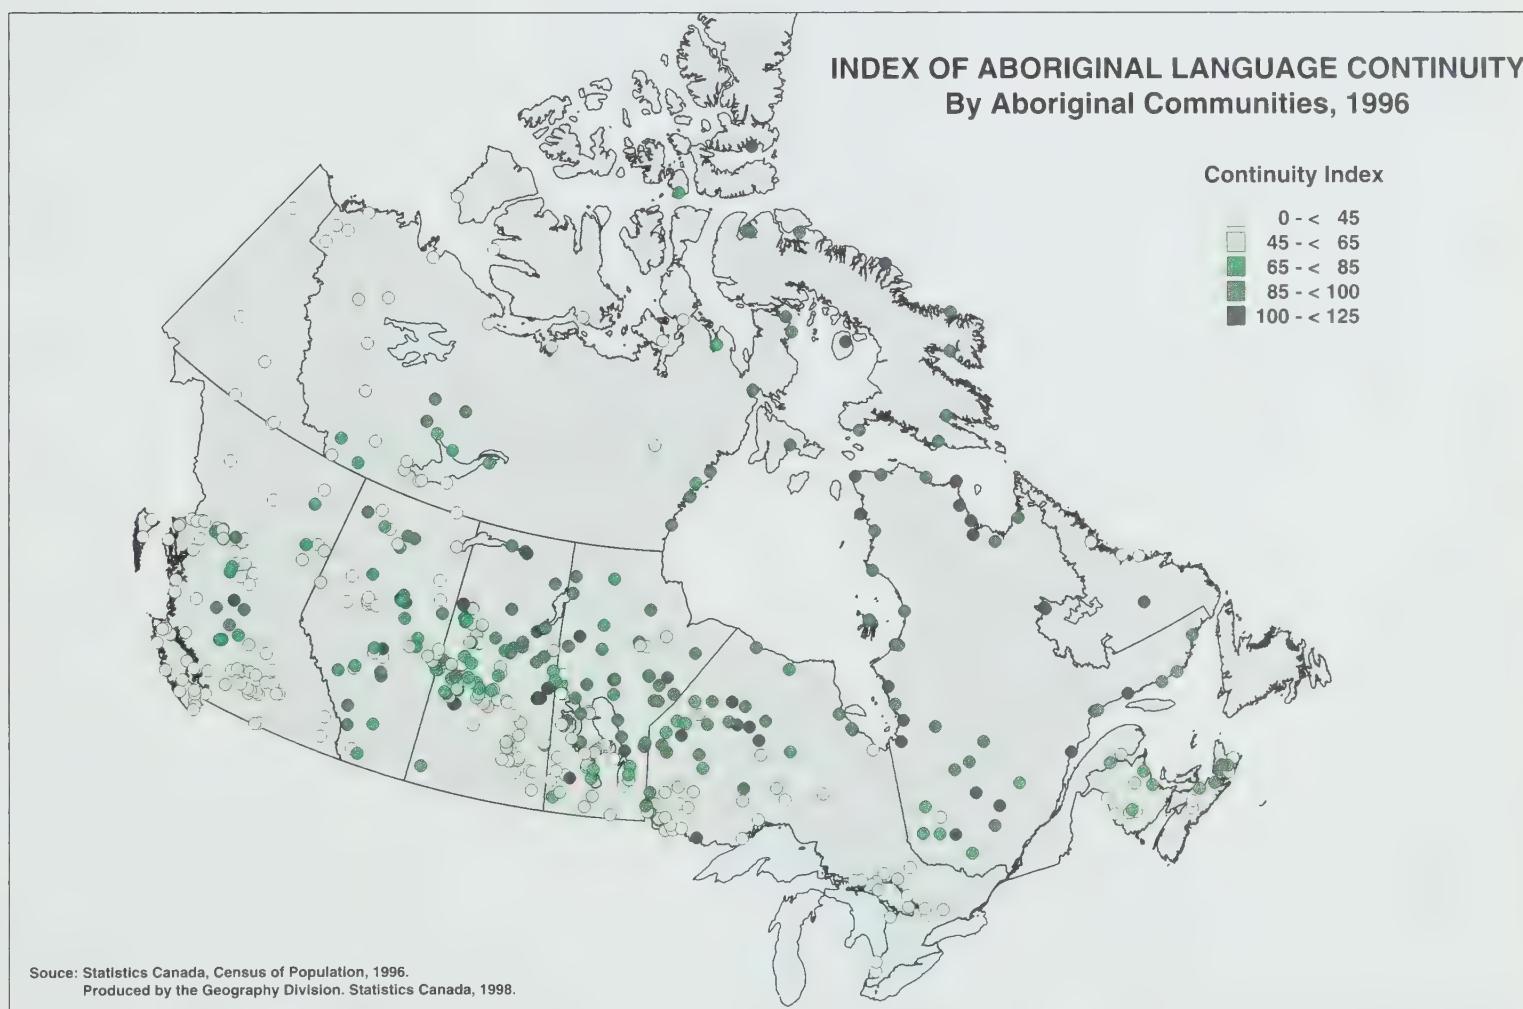 INDEX OF ABORIGINAL LANGUAGE CONTINUITY
By Aboriginal Communities, 1996
Continuity Index
0 - < 45
45 - < 65
65 - < 85
85 - < 100
100 - < 125
Souce: Statistics Canada, Census of Population, 1996.
Produced by the Geography Division. Statistics Canada, 1998.